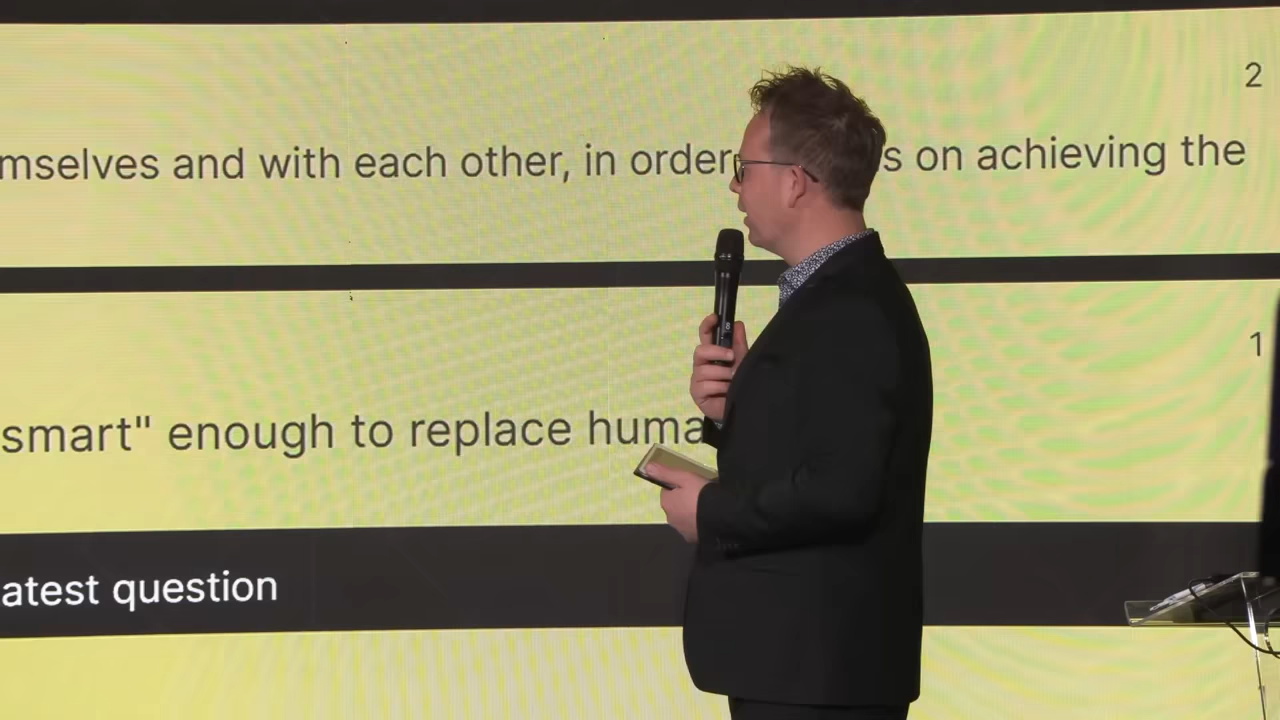 2
mselves and with each other, in order s on achieving the
1
smart" enough to replace huma
atest question